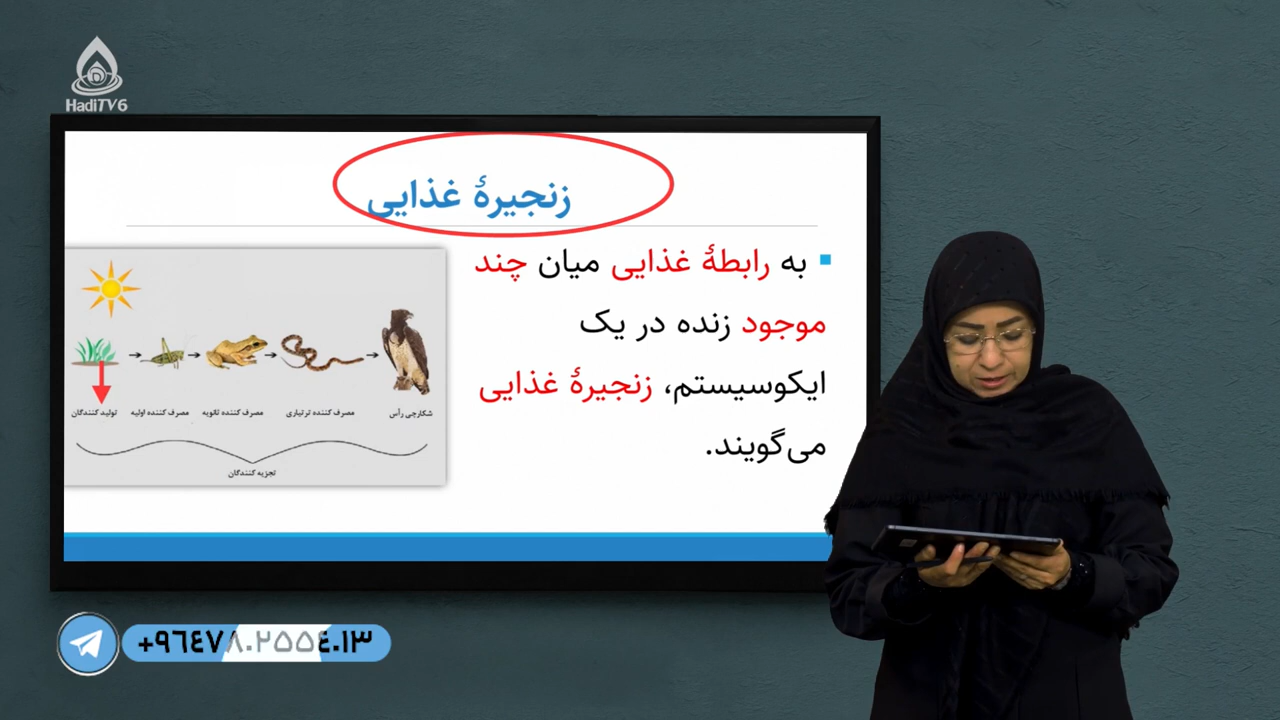 HadiTV6
زنجیرهٔ غذایی
به رابطهٔ غذایی میان چند
موجود زنده در یک
ایکوسیستم، زنجیرهٔ غذایی
می‌گویند.
تولید کنندگان مصرف کننده اولیه مصرف کننده ثانویه مصرف کننده ترتیاری شکارچی رأس
تجزیه کنندگان
+٩٦٤٧٨٠٢٥٥٤٠١٣